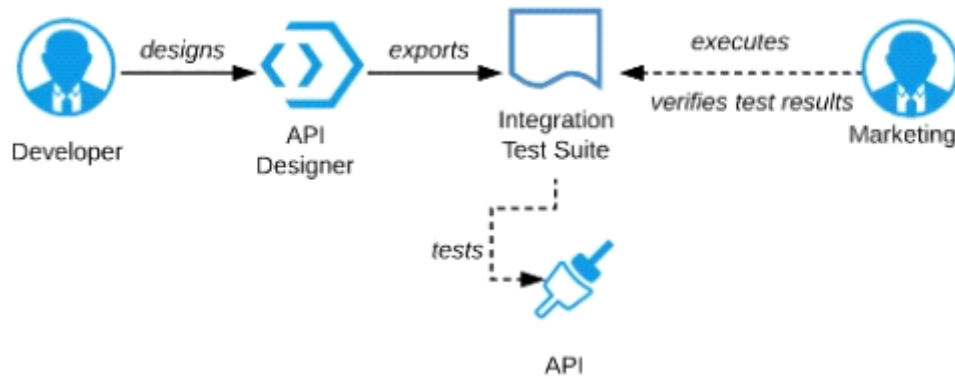 designs
exports
executes
verifies test results
Developer
API
Designer
Integration
Test Suite
Marketing
tests
API